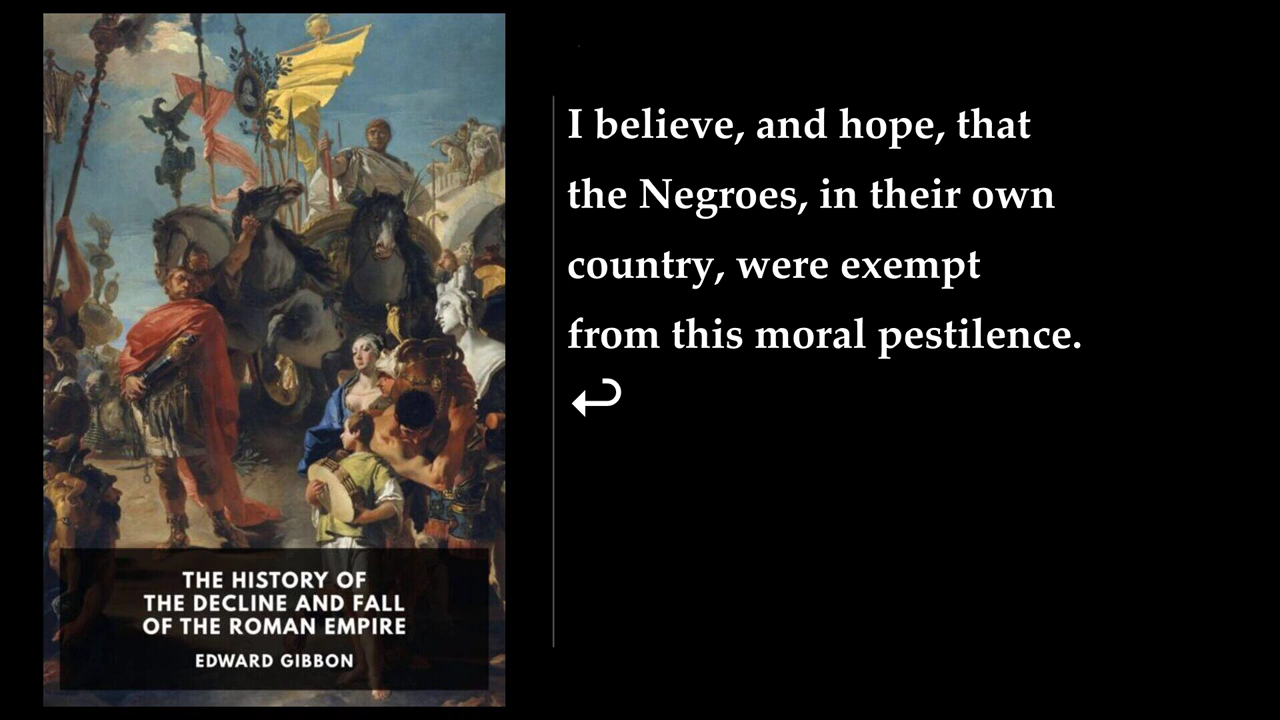 I believe, and hope, that
the Negroes, in their own
country, were exempt
from this moral pestilence.
↩
THE HISTORY OF
THE DECLINE AND FALL
OF THE ROMAN EMPIRE
EDWARD GIBBON